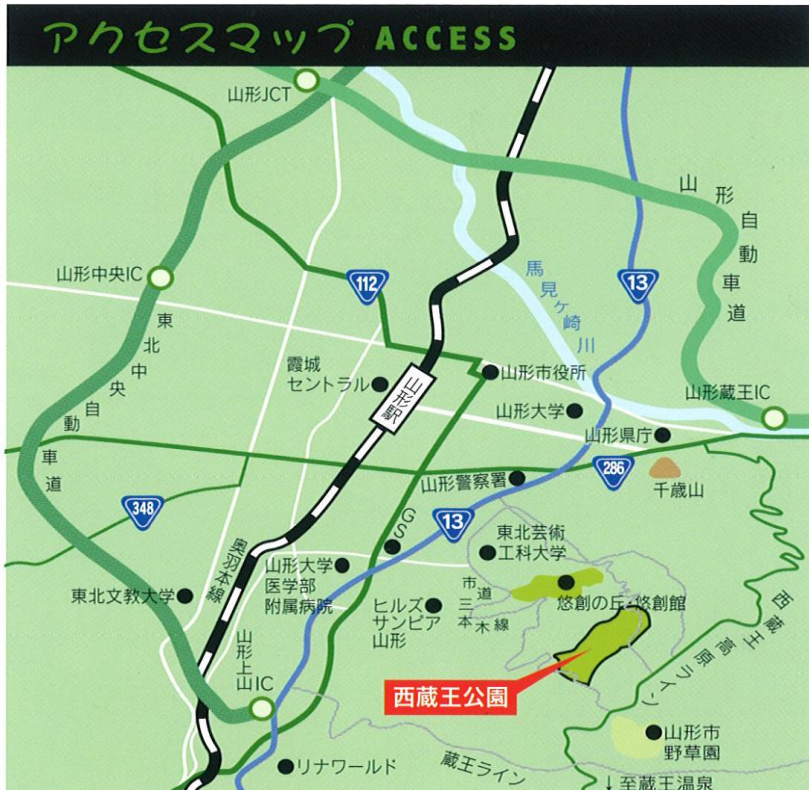 アクセスマップ ACCESS
山形JCT
山形自動車道
山形中央IC
112
13
馬見ケ崎川
東北中央自動車道
霞城
セントラル
山形駅
山形市役所
山形大学
山形蔵王IC
山形県庁
山形警察署
286
千歳山
348
13
GS
東北芸術
工科大学
奥羽本線
山形大学
医学部
附属病院
東北文教大学
ヒルズ
サンピア
山形
市道三本木線
悠創の丘・悠創館
西蔵王高原ライン
山形上山IC
西蔵王公園
山形市
野草園
リナワールド
蔵王ライン
↓至蔵王温泉